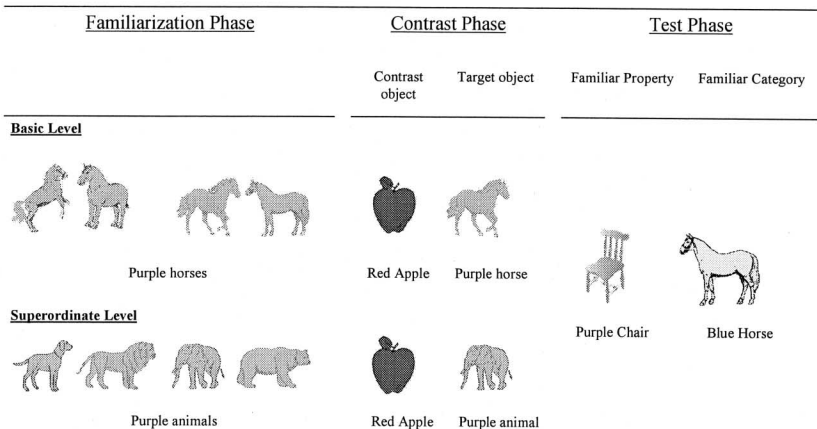 Familiarization Phase
Contrast Phase
Test Phase
Contrast object
Target object
Familiar Property
Familiar Category
Basic Level
Purple horses
Red Apple
Purple horse
Purple Chair
Blue Horse
Superordinate Level
Purple animals
Red Apple
Purple animal